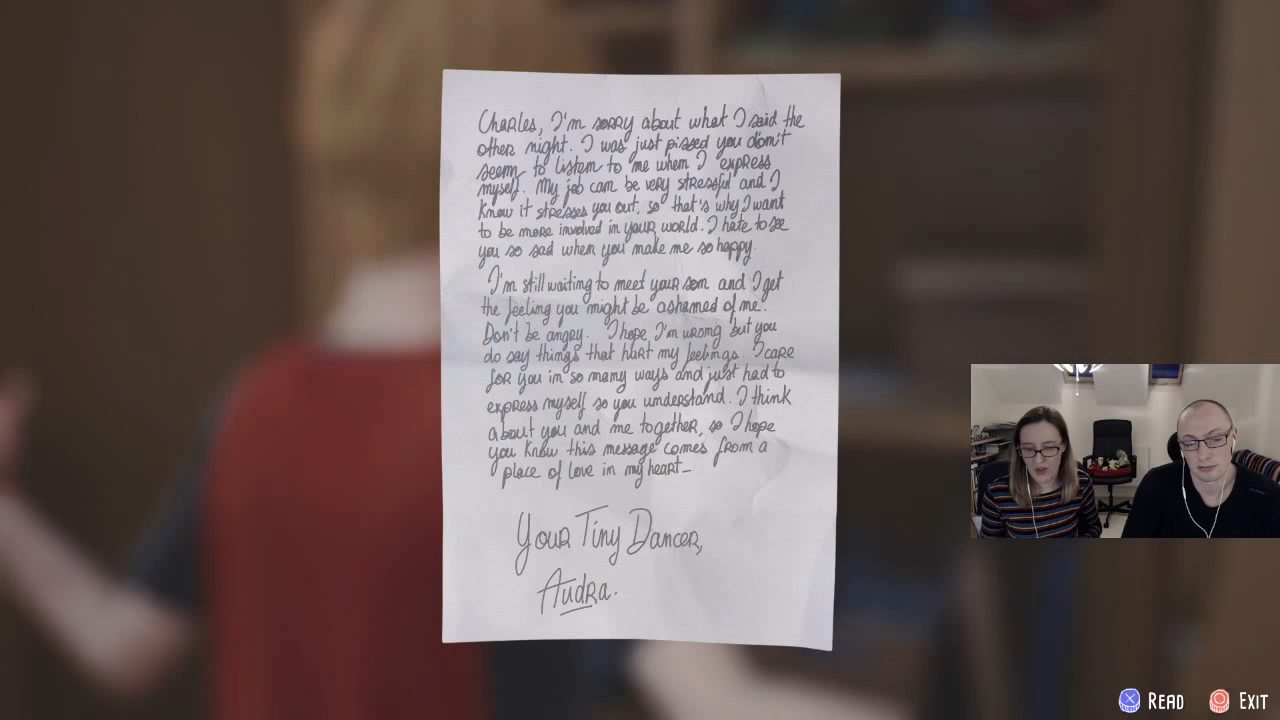 Charles, I'm sorry about what I said the
other night. I was just pissed you don't
seem to listen to me when I express
myself. My job can be very stressful and I
know it stresses you out, so that's why I want
to be more involved in your world. I hate to see
you so sad when you make me so happy.
I'm still waiting to meet your son and I get
the feeling you might be ashamed of me.
Don't be angry. I hope I'm wrong but you
do say things that hurt my feelings. I care
for you in so many ways and just had to
express myself so you understand. I think
about you and me together, so I hope
you know this message comes from a
place of love in my heart_
Your Tiny Dancer,
Audra.
READ
EXIT